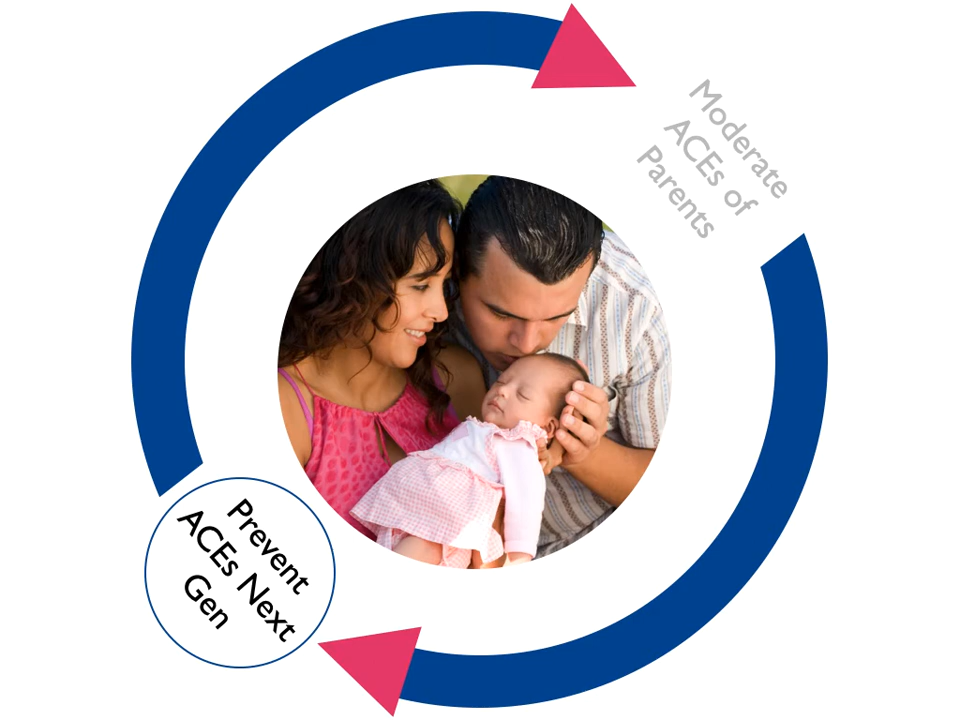 Moderate
ACEs of
Parents
Prevent
ACEs Next
Gen